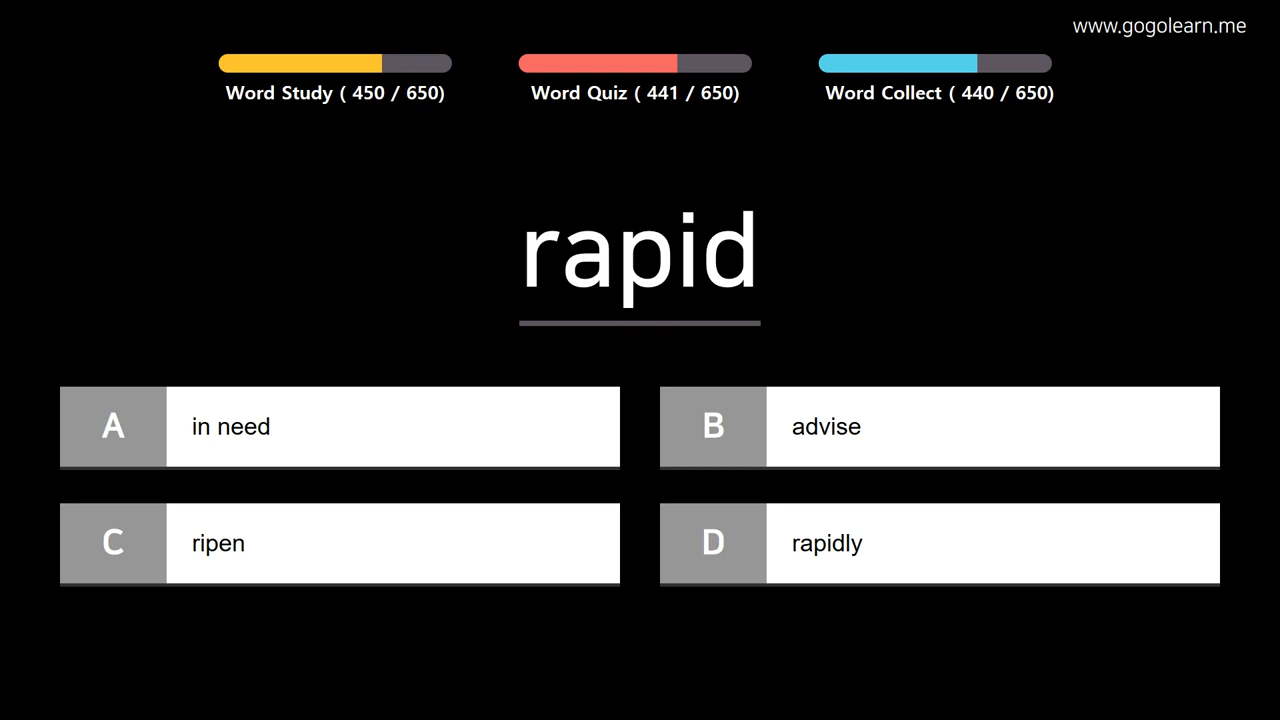 www.gogolearn.me
Word Study ( 450 / 650)
Word Quiz ( 441 / 650)
Word Collect ( 440 / 650)
rapid
A in need
B advise
C ripen
D rapidly